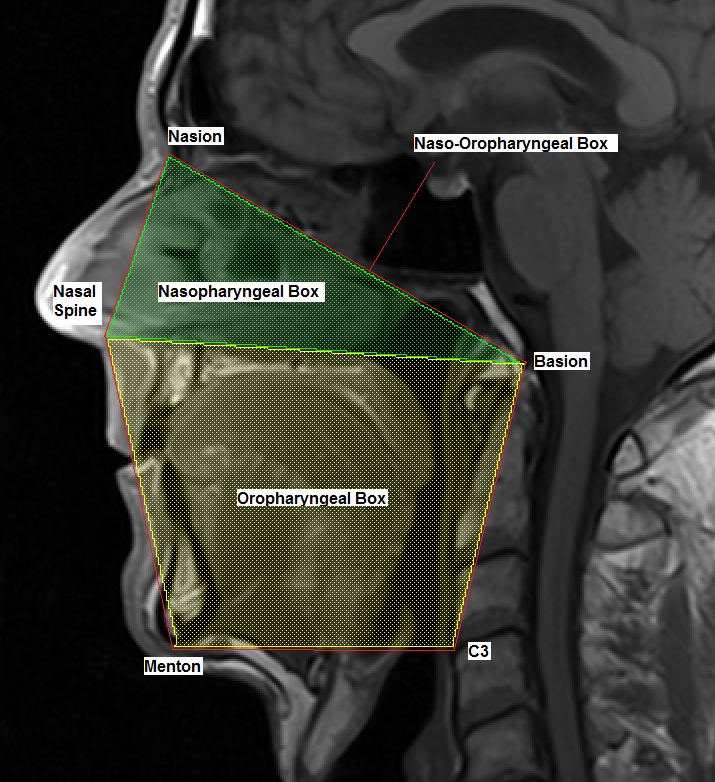 Nasion
Naso-Oropharyngeal Box
Nasal
Spine
Nasopharyngeal Box
Basion
Oropharyngeal Box
C3
Menton